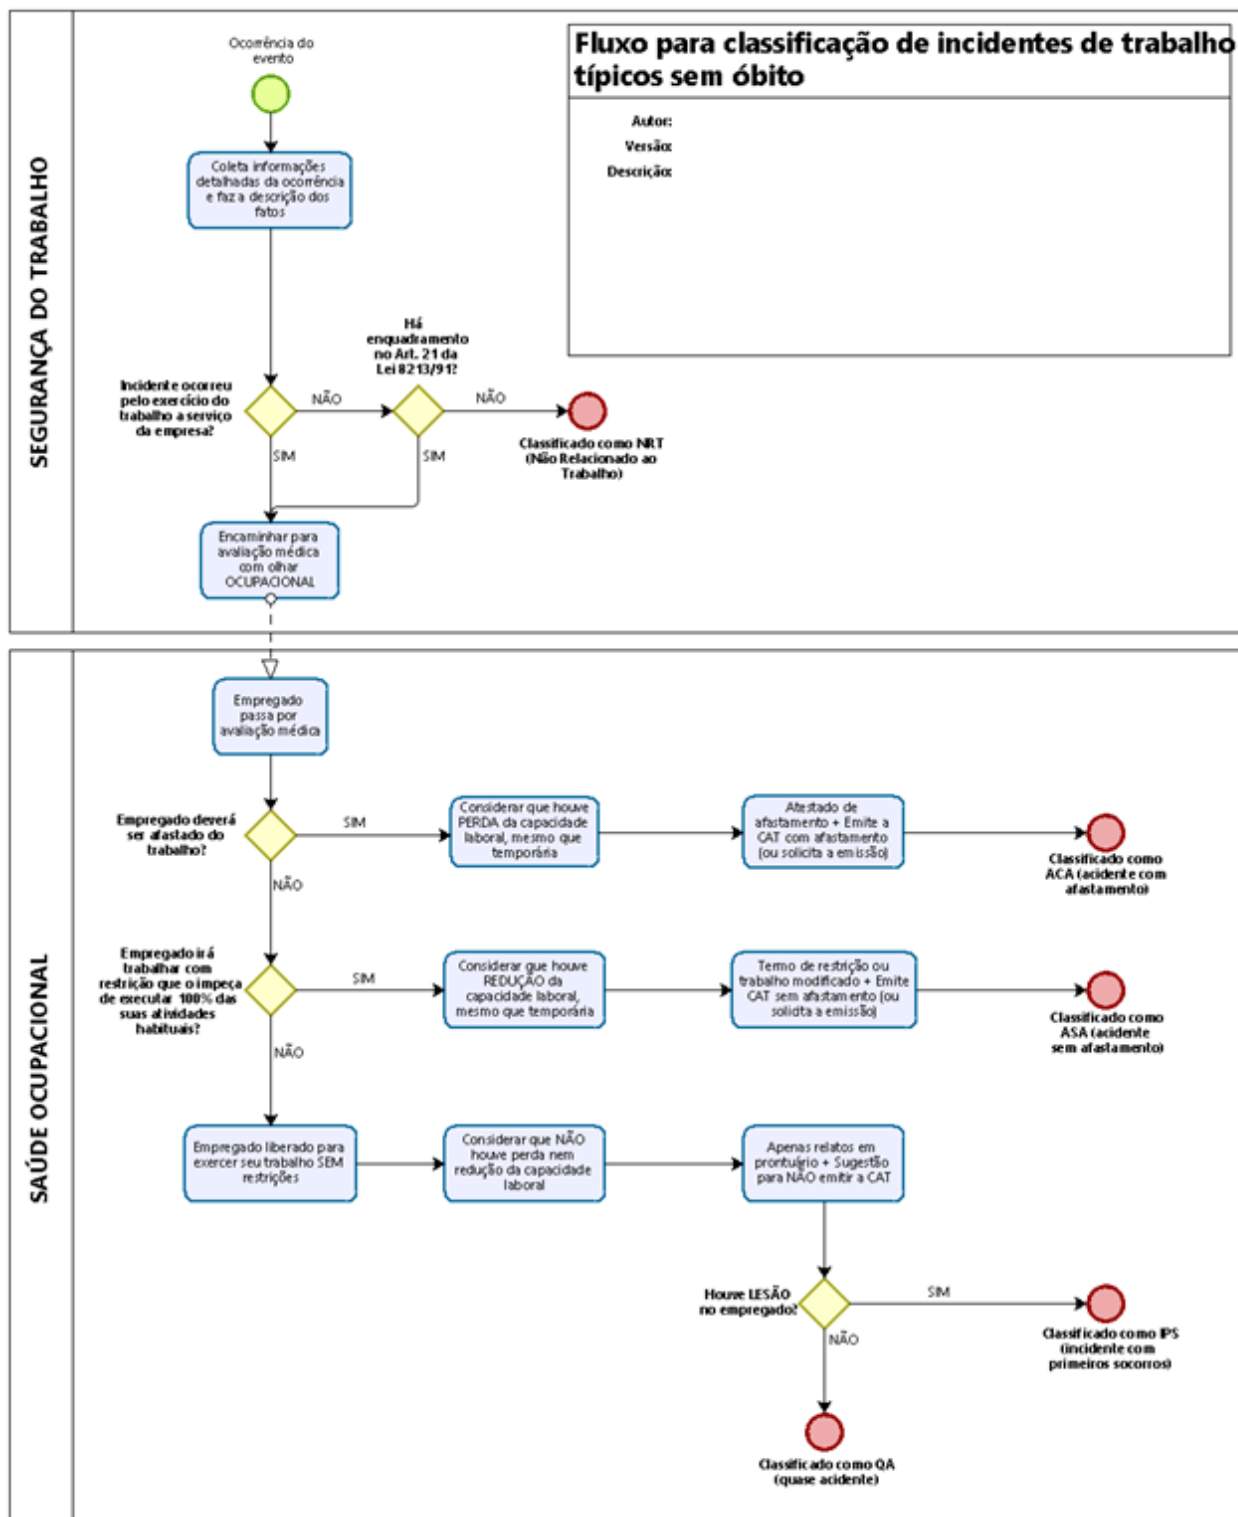 Fluxo para classificação de incidentes de trabalho
típicos sem óbito
Autor:
Versão:
Descrição:
SEGURANÇA DO TRABALHO
Ocorrência do
evento
Coleta informações
detalhadas da ocorrência
e faz a descrição dos
fatos
Incidente ocorreu
pelo exercício do
trabalho a serviço
da empresa?
NÃO
SIM
Há
enquadramento
no Art. 21 da
Lei 8213/91?
NÃO
SIM
Classificado como NRT
(Não Relacionado ao
Trabalho)
Encaminhar para
avaliação médica
com olhar
OCUPACIONAL
SAÚDE OCUPACIONAL
Empregado
passa por
avaliação médica
Empregado deverá
ser afastado do
trabalho?
SIM
NÃO
Considerar que houve
PERDA da capacidade
laboral, mesmo que
temporária
Atestado de
afastamento + Emite a
CAT com afastamento
(ou solicita a emissão)
Classificado como
ACA (acidente com
afastamento)
Empregado irá
trabalhar com
restrição que o impeça
de executar 100% das
suas atividades
habituais?
SIM
NÃO
Considerar que houve
REDUÇÃO da
capacidade laboral,
mesmo que temporária
Termo de restrição ou
trabalho modificado + Emite
CAT sem afastamento (ou
solicita a emissão)
Classificado como
ASA (acidente
sem afastamento)
Empregado liberado para
exercer seu trabalho SEM
restrições
Considerar que NÃO
houve perda nem
redução da capacidade
laboral
Apenas relatos em
prontuário + Sugestão
para NÃO emitir a CAT
Houve LESÃO
no empregado?
SIM
NÃO
Classificado como IPS
(incidente com
primeiros socorros)
Classificado como QA
(quase acidente)